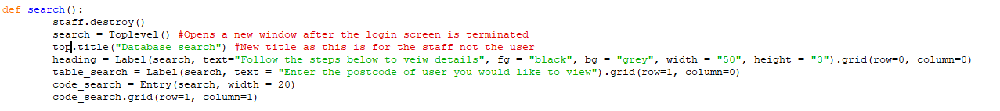 def search():
staff.destroy()
search = Toplevel() #Opens a new window after the login screen is terminated
top.title("Database search") #New title as this is for the staff not the user
heading = Label(search, text="Follow the steps below to veiw details", fg = "black", bg = "grey", width = "50", height = "3").grid(row=0, column=0)
table_search = Label(search, text = "Enter the postcode of user you would like to view").grid(row=1, column=0)
code_search = Entry(search, width = 20)
code_search.grid(row=1, column=1)